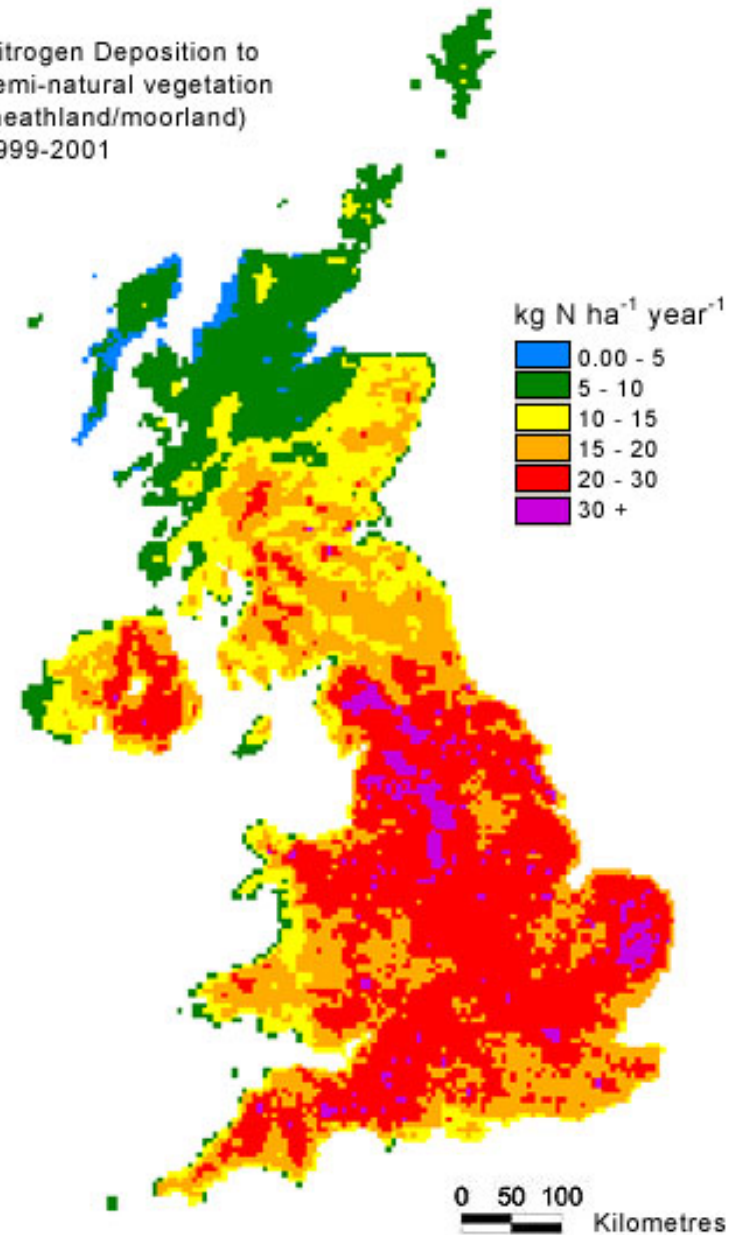 itrogen Deposition to
emi-natural vegetation
neathland/moorland)
999-2001
kg N ha⁻¹ year⁻¹
0.00 - 5
5 - 10
10 - 15
15 - 20
20 - 30
30 +
0 50 100
Kilometres